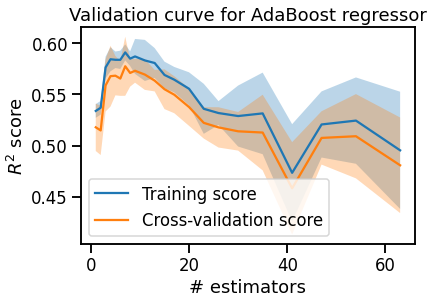 Validation curve for AdaBoost regressor
0.60
0.55
0.50
0.45
R² score
Training score
Cross-validation score
0 20 40 60
# estimators